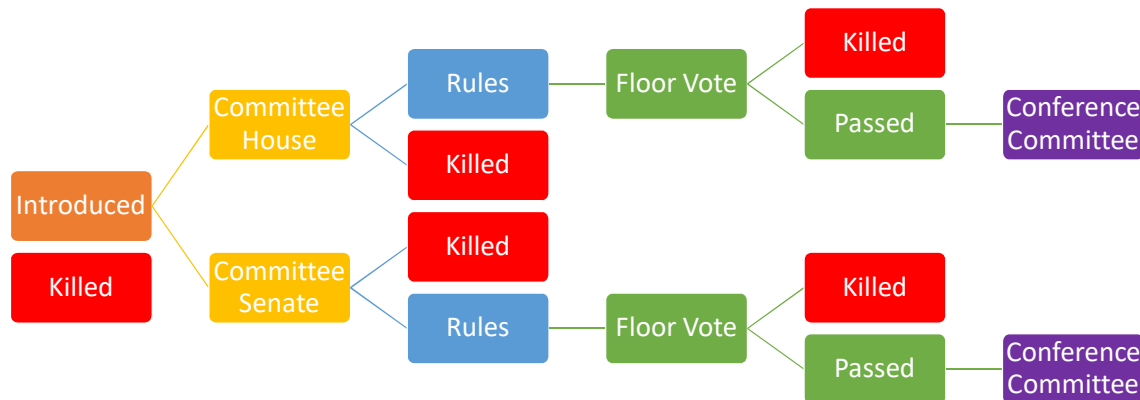 Introduced
Killed
Committee
House
Committee
Senate
Rules
Killed
Killed
Rules
Floor Vote
Floor Vote
Killed
Passed
Killed
Passed
Conference
Committee
Conference
Committee